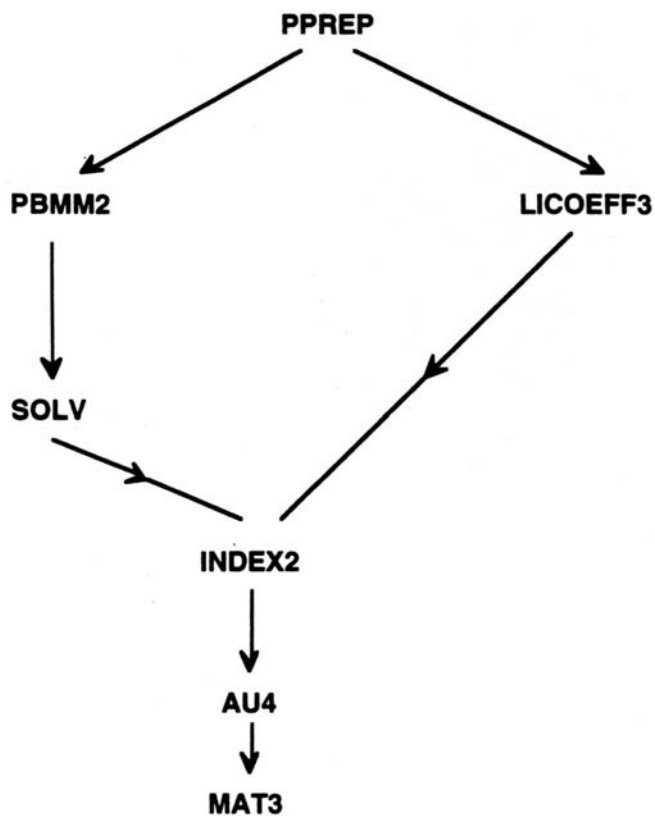 PPREP
PBMM2
LICOEFF3
SOLV
INDEX2
AU4
MAT3